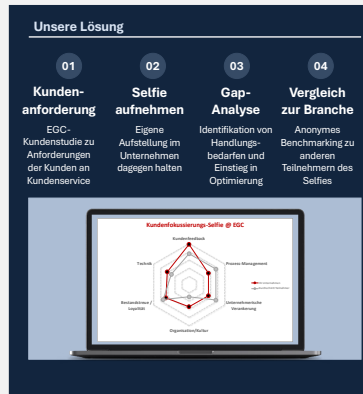 Unsere Lösung
01
02
03
04
Kunden-
anforderung
Selfie
aufnehmen
Gap-
Analyse
Vergleich
zur Branche
EGC-
Kundenstudie zu
Anforderungen
der Kunden an
Kundenservice
Eigene
Aufstellung im
Unternehmen
dagegen halten
Identifikation von
Handlungs-
bedarfen und
Einstieg in
Optimierung
Anonymes
Benchmarking zu
anderen
Teilnehmern des
Selfies
Kundenfokussierungs-Selfie @ EGC
Kundenfeedback
Technik
Process-Management
Bestandstreue /
Loyalität
Unternehmerische
Verankerung
Organisation/Kultur